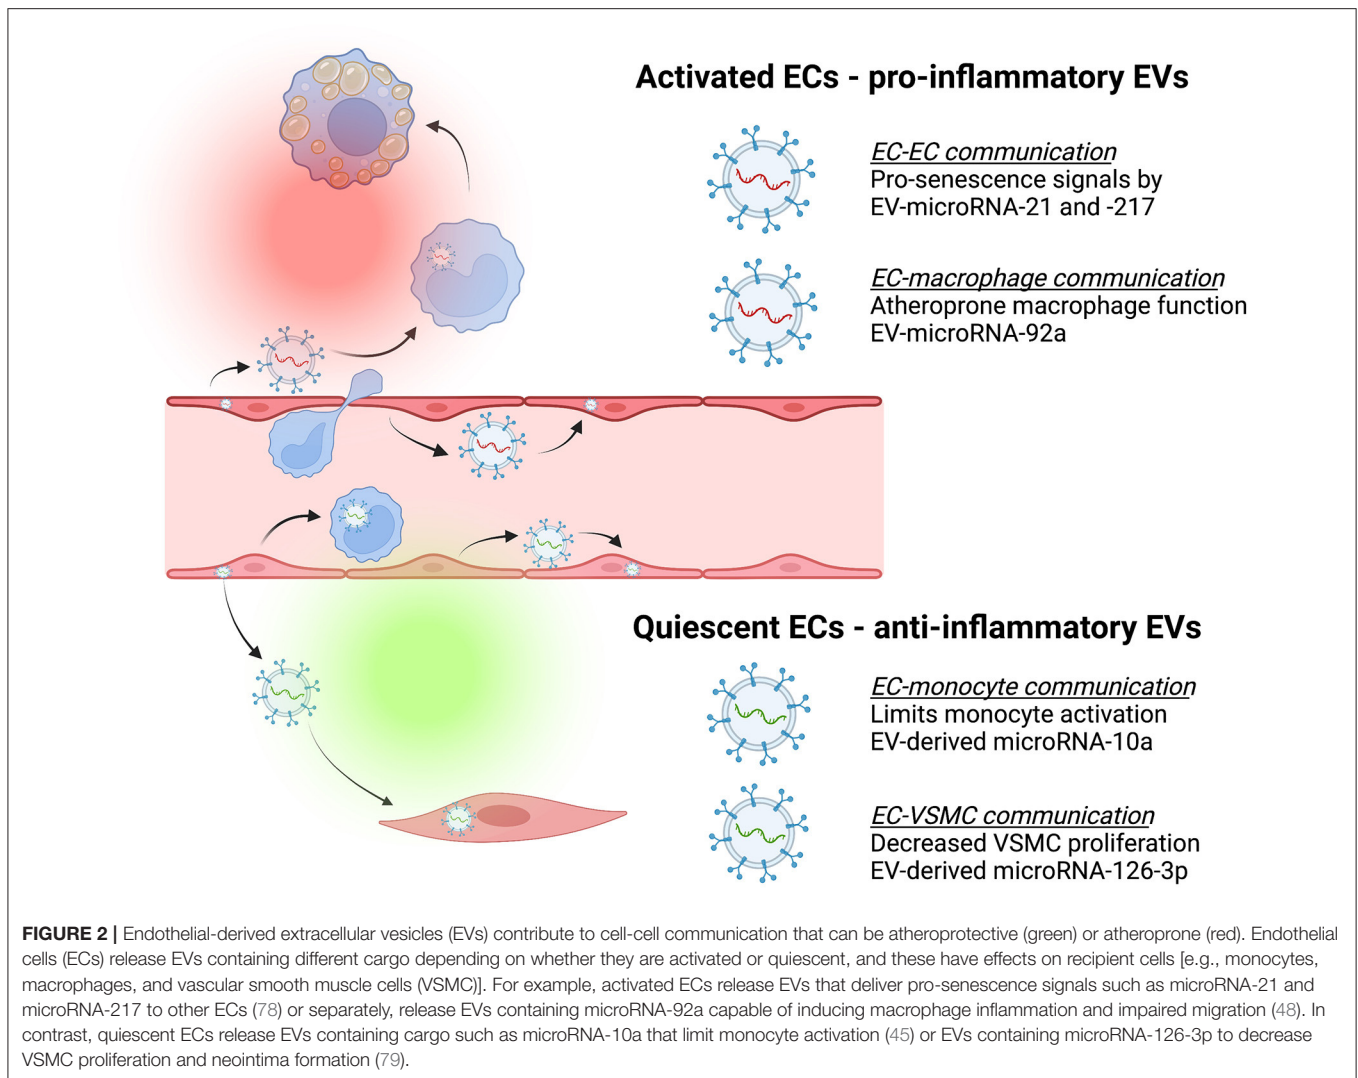 Activated ECs - pro-inflammatory EVs
EC-EC communication
Pro-senescence signals by
EV-microRNA-21 and -217
EC-macrophage communication
Atheroprone macrophage function
EV-microRNA-92a
Quiescent ECs - anti-inflammatory EVs
EC-monocyte communication
Limits monocyte activation
EV-derived microRNA-10a
EC-VSMC communication
Decreased VSMC proliferation
EV-derived microRNA-126-3p
FIGURE 2 | Endothelial-derived extracellular vesicles (EVs) contribute to cell-cell communication that can be atheroprotective (green) or atheroprone (red). Endothelial
cells (ECs) release EVs containing different cargo depending on whether they are activated or quiescent, and these have effects on recipient cells [e.g., monocytes,
macrophages, and vascular smooth muscle cells (VSMC)]. For example, activated ECs release EVs that deliver pro-senescence signals such as microRNA-21 and
microRNA-217 to other ECs (78) or separately, release EVs containing microRNA-92a capable of inducing macrophage inflammation and impaired migration (48). In
contrast, quiescent ECs release EVs containing cargo such as microRNA-10a that limit monocyte activation (45) or EVs containing microRNA-126-3p to decrease
VSMC proliferation and neointima formation (79).